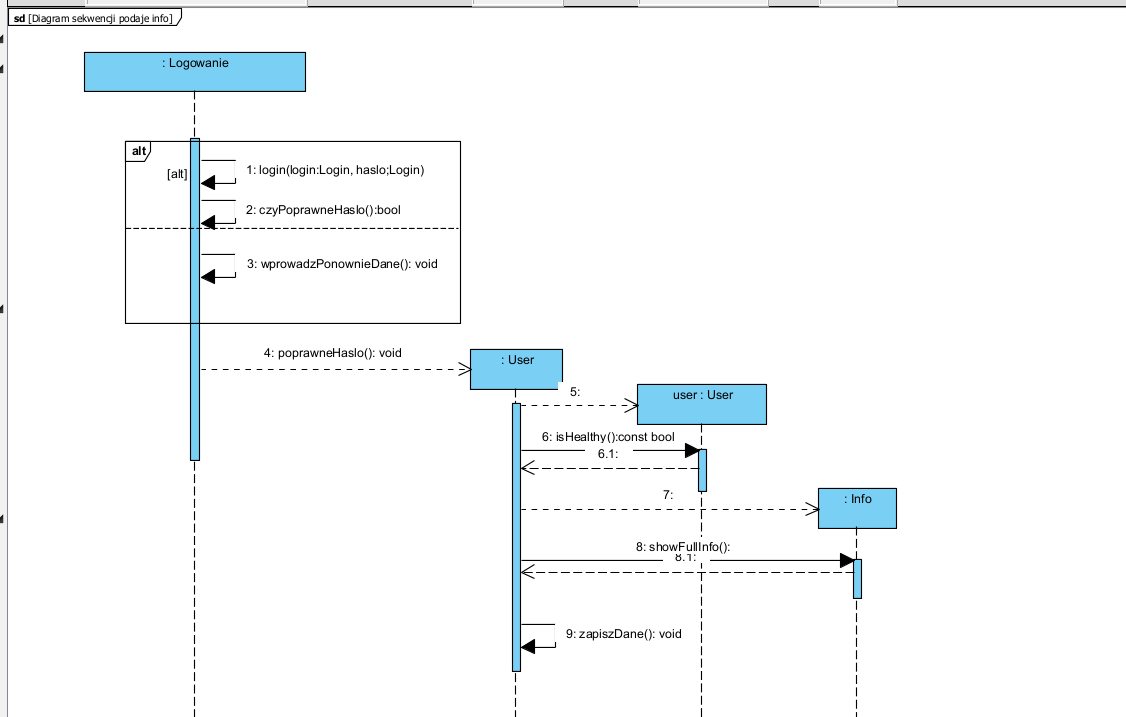 sd [Diagram sekwencji podaje info]
: Logowanie
alt
[alt]
1: login(login:Login, haslo;Login)
2: czyPoprawneHaslo():bool
3: wprowadzPonownieDane(): void
4: poprawneHaslo(): void
: User
5:
user : User
6: isHealthy():const bool
6.1:
7:
: Info
8: showFullInfo():
8.1:
9: zapiszDane(): void